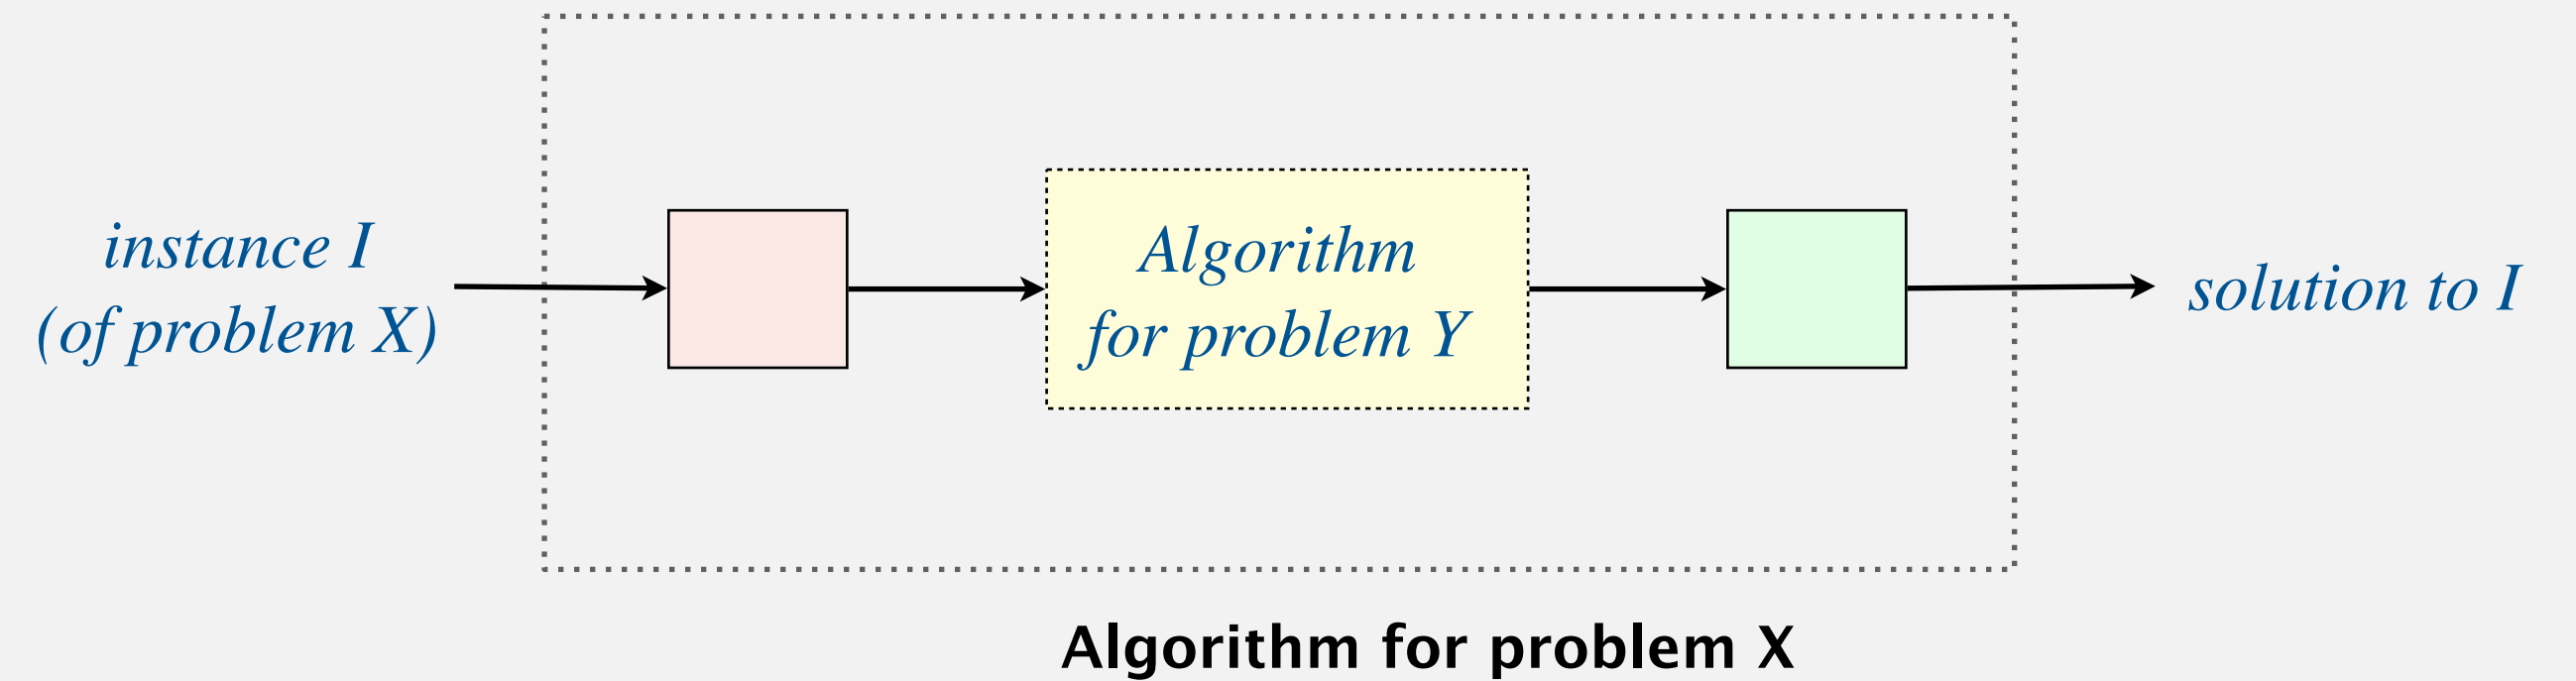 instance I
(of problem X)
Algorithm
for problem Y
solution to I
Algorithm for problem X